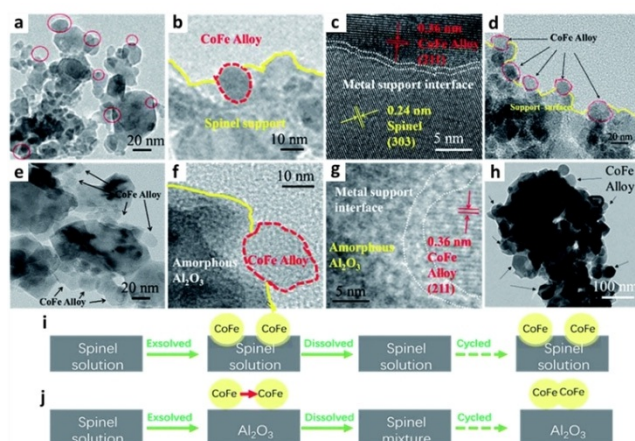 a
b
CoFe Alloy
Spinel support
10 nm
20 nm
c
0.36 nm
CoFe Alloy
(211)
Metal support interface
0.24 nm
Spinel
(303)
5 nm
d
CoFe Alloy
Support surface
20 nm
e
CoFe Alloy
CoFe Alloy
20 nm
f
10 nm
Amorphous
Al₂O₃
CoFe Alloy
g
Metal support
interface
Amorphous
Al₂O₃
0.36 nm
CoFe
Alloy
(211)
5 nm
h
CoFe
Alloy
100 nm
i
CoFe CoFe CoFe CoFe
Spinel solution Exsolved Spinel solution Dissolved Spinel solution Cycled Spinel solution
j
CoFe CoFe CoFe CoFe
Spinel solution Exsolved Al₂O₃ Dissolved Spinel mixture Cycled Al₂O₃